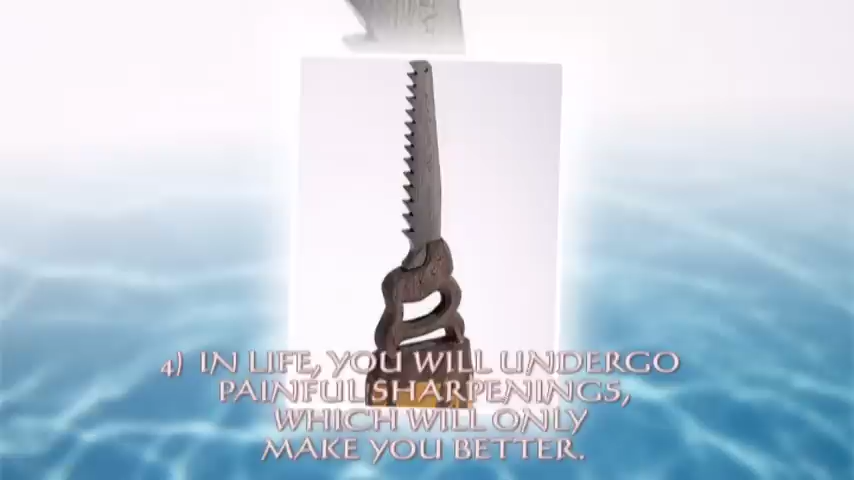 4) IN LIFE, YOU WILL UNDERGO
PAINFUL SHARPENINGS,
WHICH WILL ONLY
MAKE YOU BETTER.